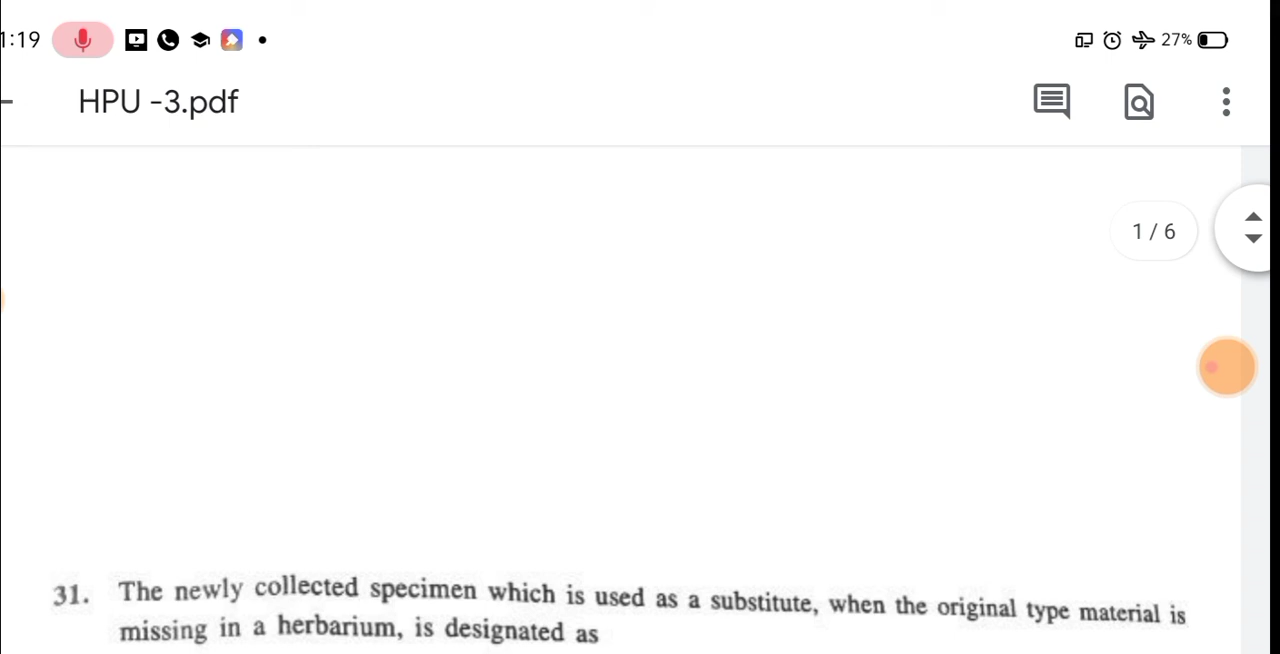 1:19
27%
HPU -3.pdf
1 / 6
31. The newly collected specimen which is used as a substitute, when the original type material is
missing in a herbarium, is designated as